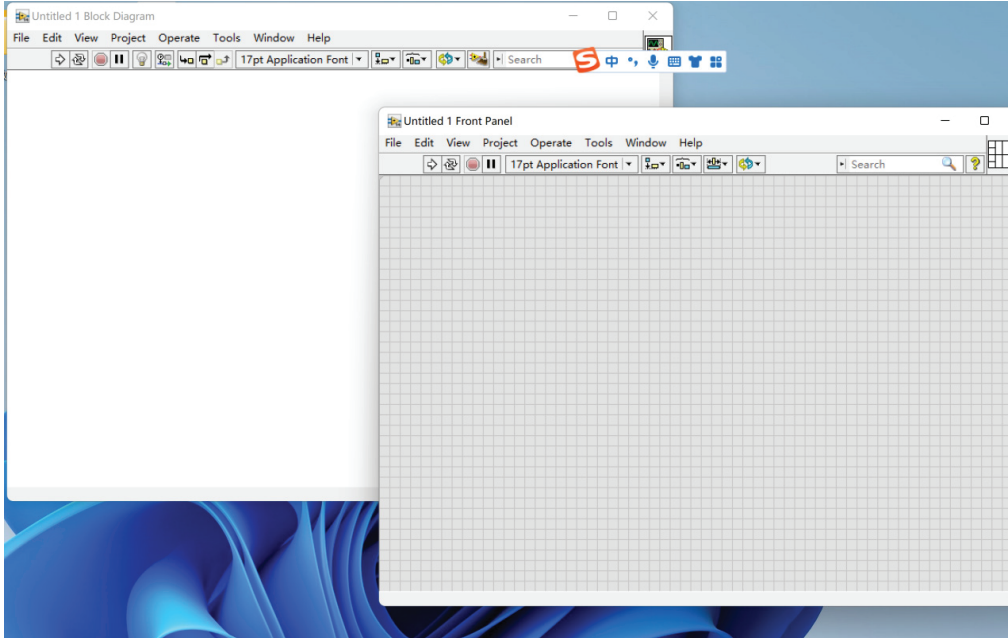 Untitled 1 Block Diagram
File Edit View Project Operate Tools Window Help
17pt Application Font
Search
S 中
Untitled 1 Front Panel
File Edit View Project Operate Tools Window Help
17pt Application Font
Search